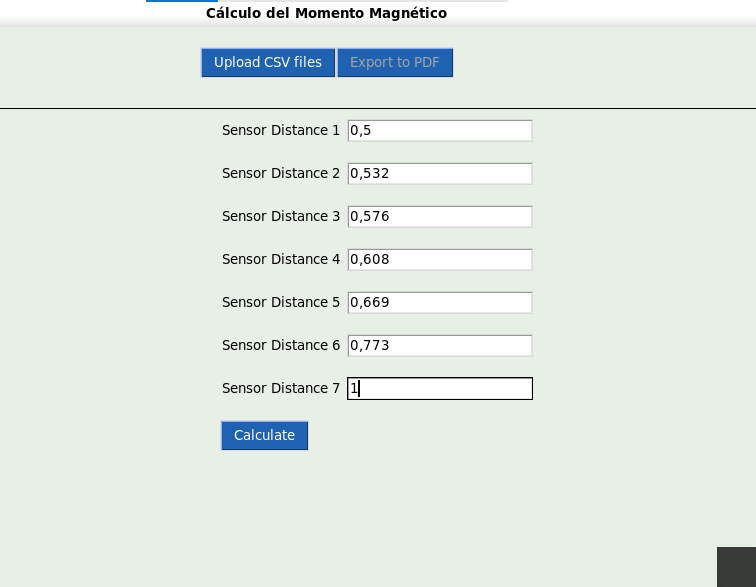 Cálculo del Momento Magnético
Upload CSV files Export to PDF
Sensor Distance 1 0,5
Sensor Distance 2 0,532
Sensor Distance 3 0,576
Sensor Distance 4 0,608
Sensor Distance 5 0,669
Sensor Distance 6 0,773
Sensor Distance 7 1
Calculate